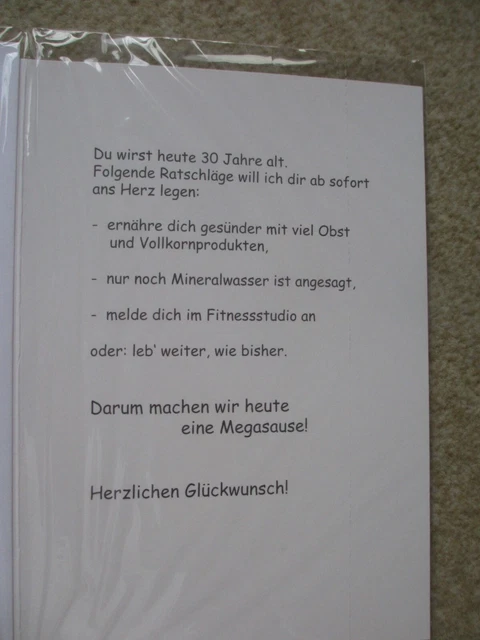 Du wirst heute 30 Jahre alt.
Folgende Ratschläge will ich dir ab sofort
ans Herz legen:
- ernähre dich gesünder mit viel Obst
und Vollkornprodukten,
- nur noch Mineralwasser ist angesagt,
- melde dich im Fitnessstudio an
oder: leb' weiter, wie bisher.
Darum machen wir heute
eine Megasause!
Herzlichen Glückwunsch!